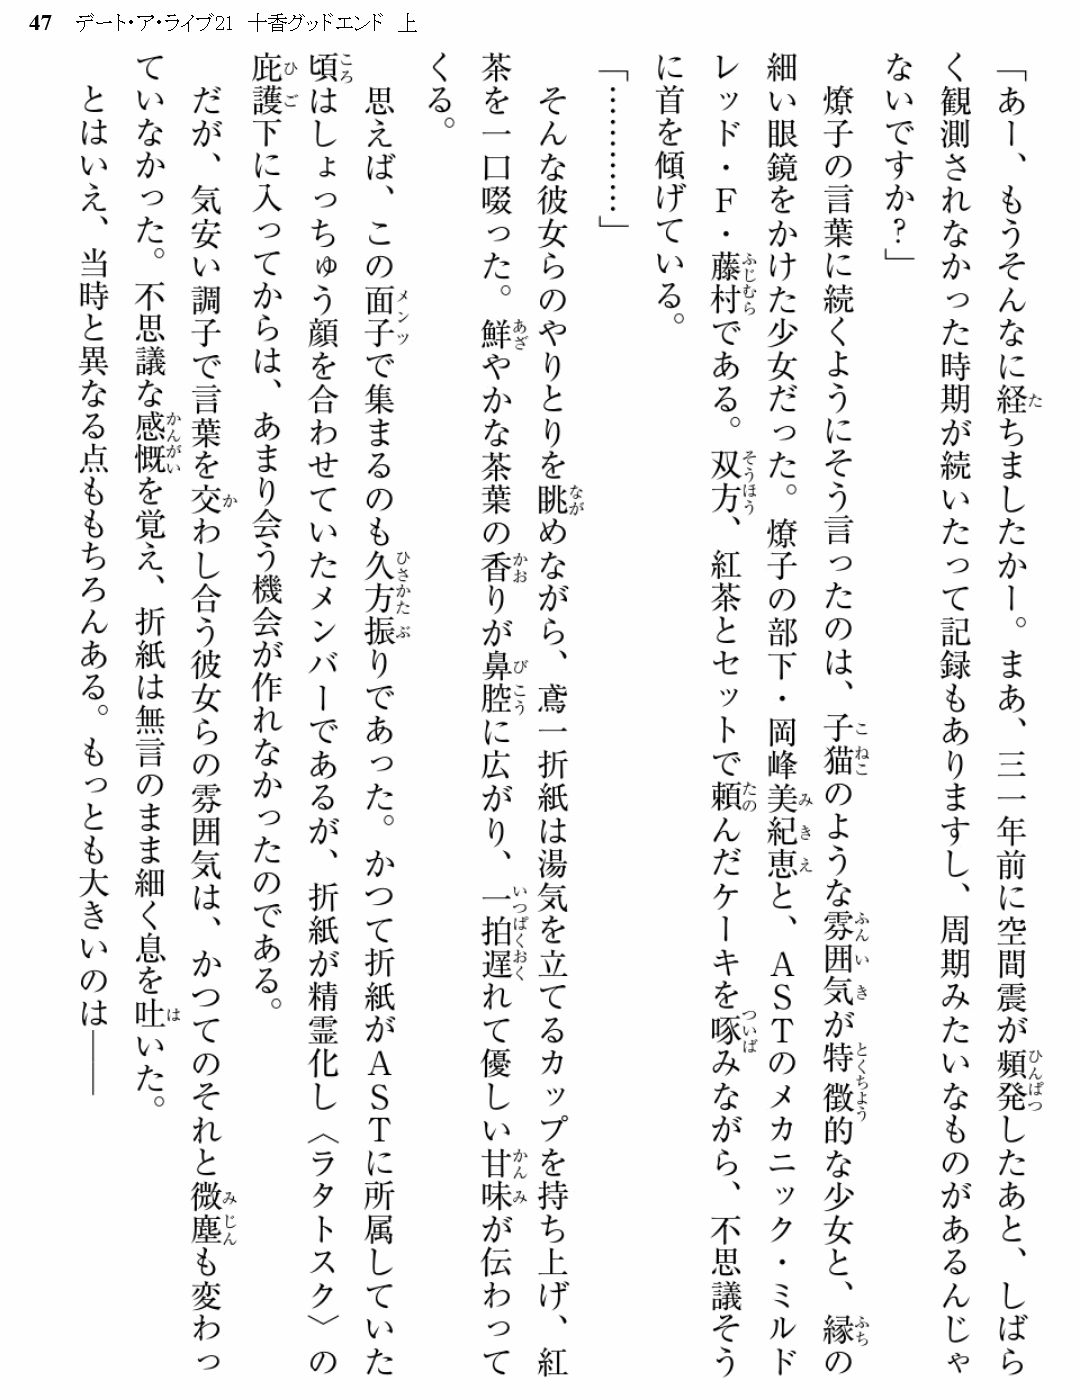 47 デート・ア・ライブ21 十香グッドエンド 上
「あー、もうそんなに経ちましたかー。まあ、三一年前に空間震が頻発したあと、しばら
く観測されなかった時期が続いたって記録もありますし、周期みたいなものがあるんじゃ
ないですか？」
燎子の言葉に続くようにそう言ったのは、子猫のような雰囲気が特徴的な少女と、縁の
細い眼鏡をかけた少女だった。燎子の部下・岡峰美紀恵と、ＡＳＴのメカニック・ミルド
レッド・Ｆ・藤村である。双方、紅茶とセットで頼んだケーキを啄みながら、不思議そう
に首を傾げている。
「…………」
そんな彼女らのやりとりを眺めながら、鳶一折紙は湯気を立てるカップを持ち上げ、紅
茶を一口啜った。鮮やかな茶葉の香りが鼻腔に広がり、一拍遅れて優しい甘味が伝わって
くる。
思えば、この面子で集まるのも久方振りであった。かつて折紙がＡＳＴに所属していた
頃はしょっちゅう顔を合わせていたメンバーであるが、折紙が精霊化し〈ラタトスク〉の
庇護下に入ってからは、あまり会う機会が作れなかったのである。
だが、気安い調子で言葉を交わし合う彼女らの雰囲気は、かつてのそれと微塵も変わっ
ていなかった。不思議な感慨を覚え、折紙は無言のまま細く息を吐いた。
とはいえ、当時と異なる点ももちろんある。もっとも大きいのは――